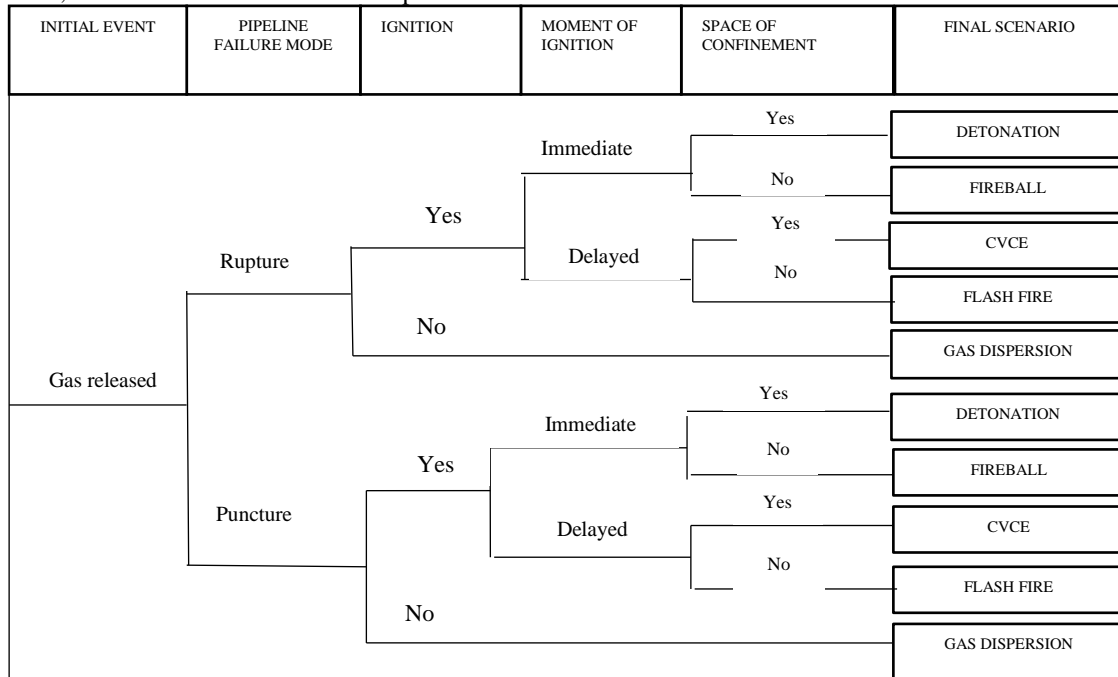 INITIAL EVENT
PIPELINE
FAILURE MODE
IGNITION
MOMENT OF
IGNITION
SPACE OF
CONFINEMENT
FINAL SCENARIO
Yes
DETONATION
Immediate
No
FIREBALL
Yes
Yes
CVCE
Rupture
Delayed
No
FLASH FIRE
No
GAS DISPERSION
Gas released
Yes
DETONATION
Immediate
Yes
No
FIREBALL
Puncture
Yes
Delayed
CVCE
No
FLASH FIRE
No
GAS DISPERSION